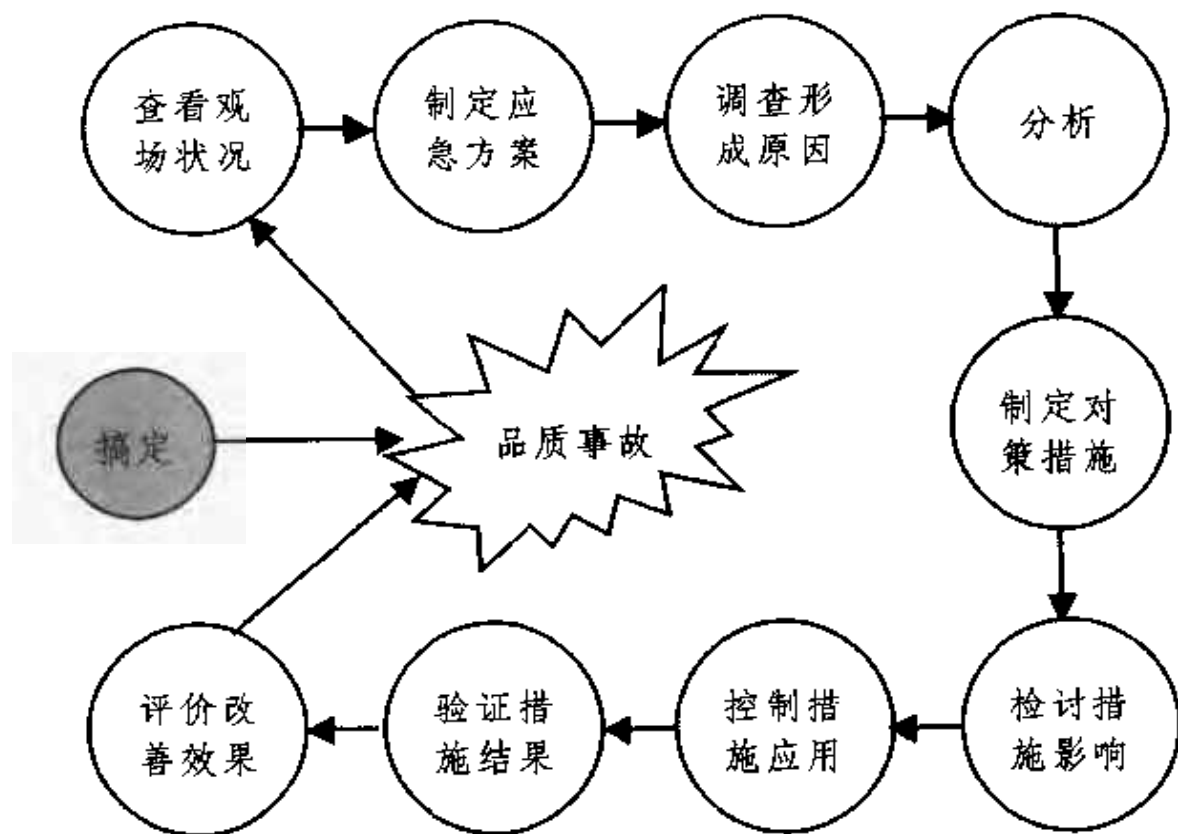 查看观
场状况
制定应
急方案
调查形
成原因
分析
制定对
策措施
搞定
品质事故
评价改
善效果
验证措
施结果
控制措
施应用
检讨措
施影响